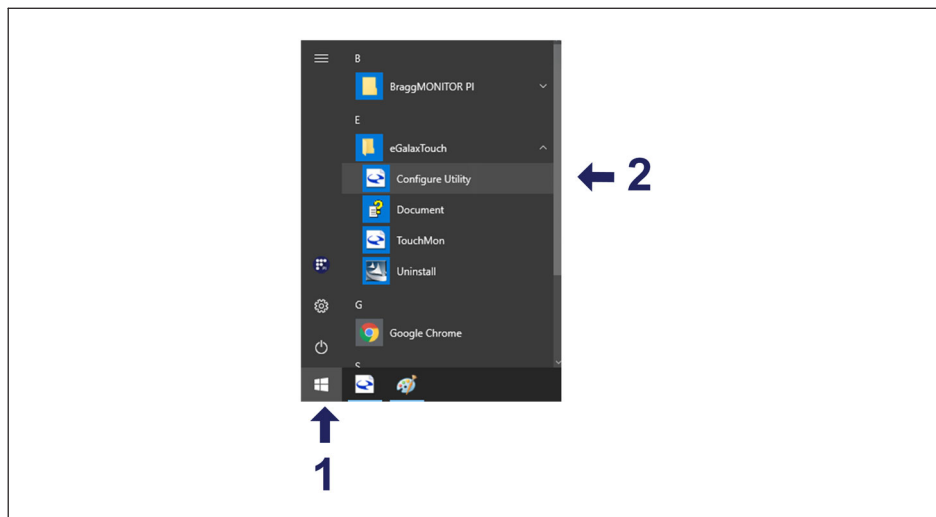 B
BraggMONITOR PI
E
eGalaxTouch
Configure Utility
2
Document
TouchMon
Uninstall
G
Google Chrome
S
1